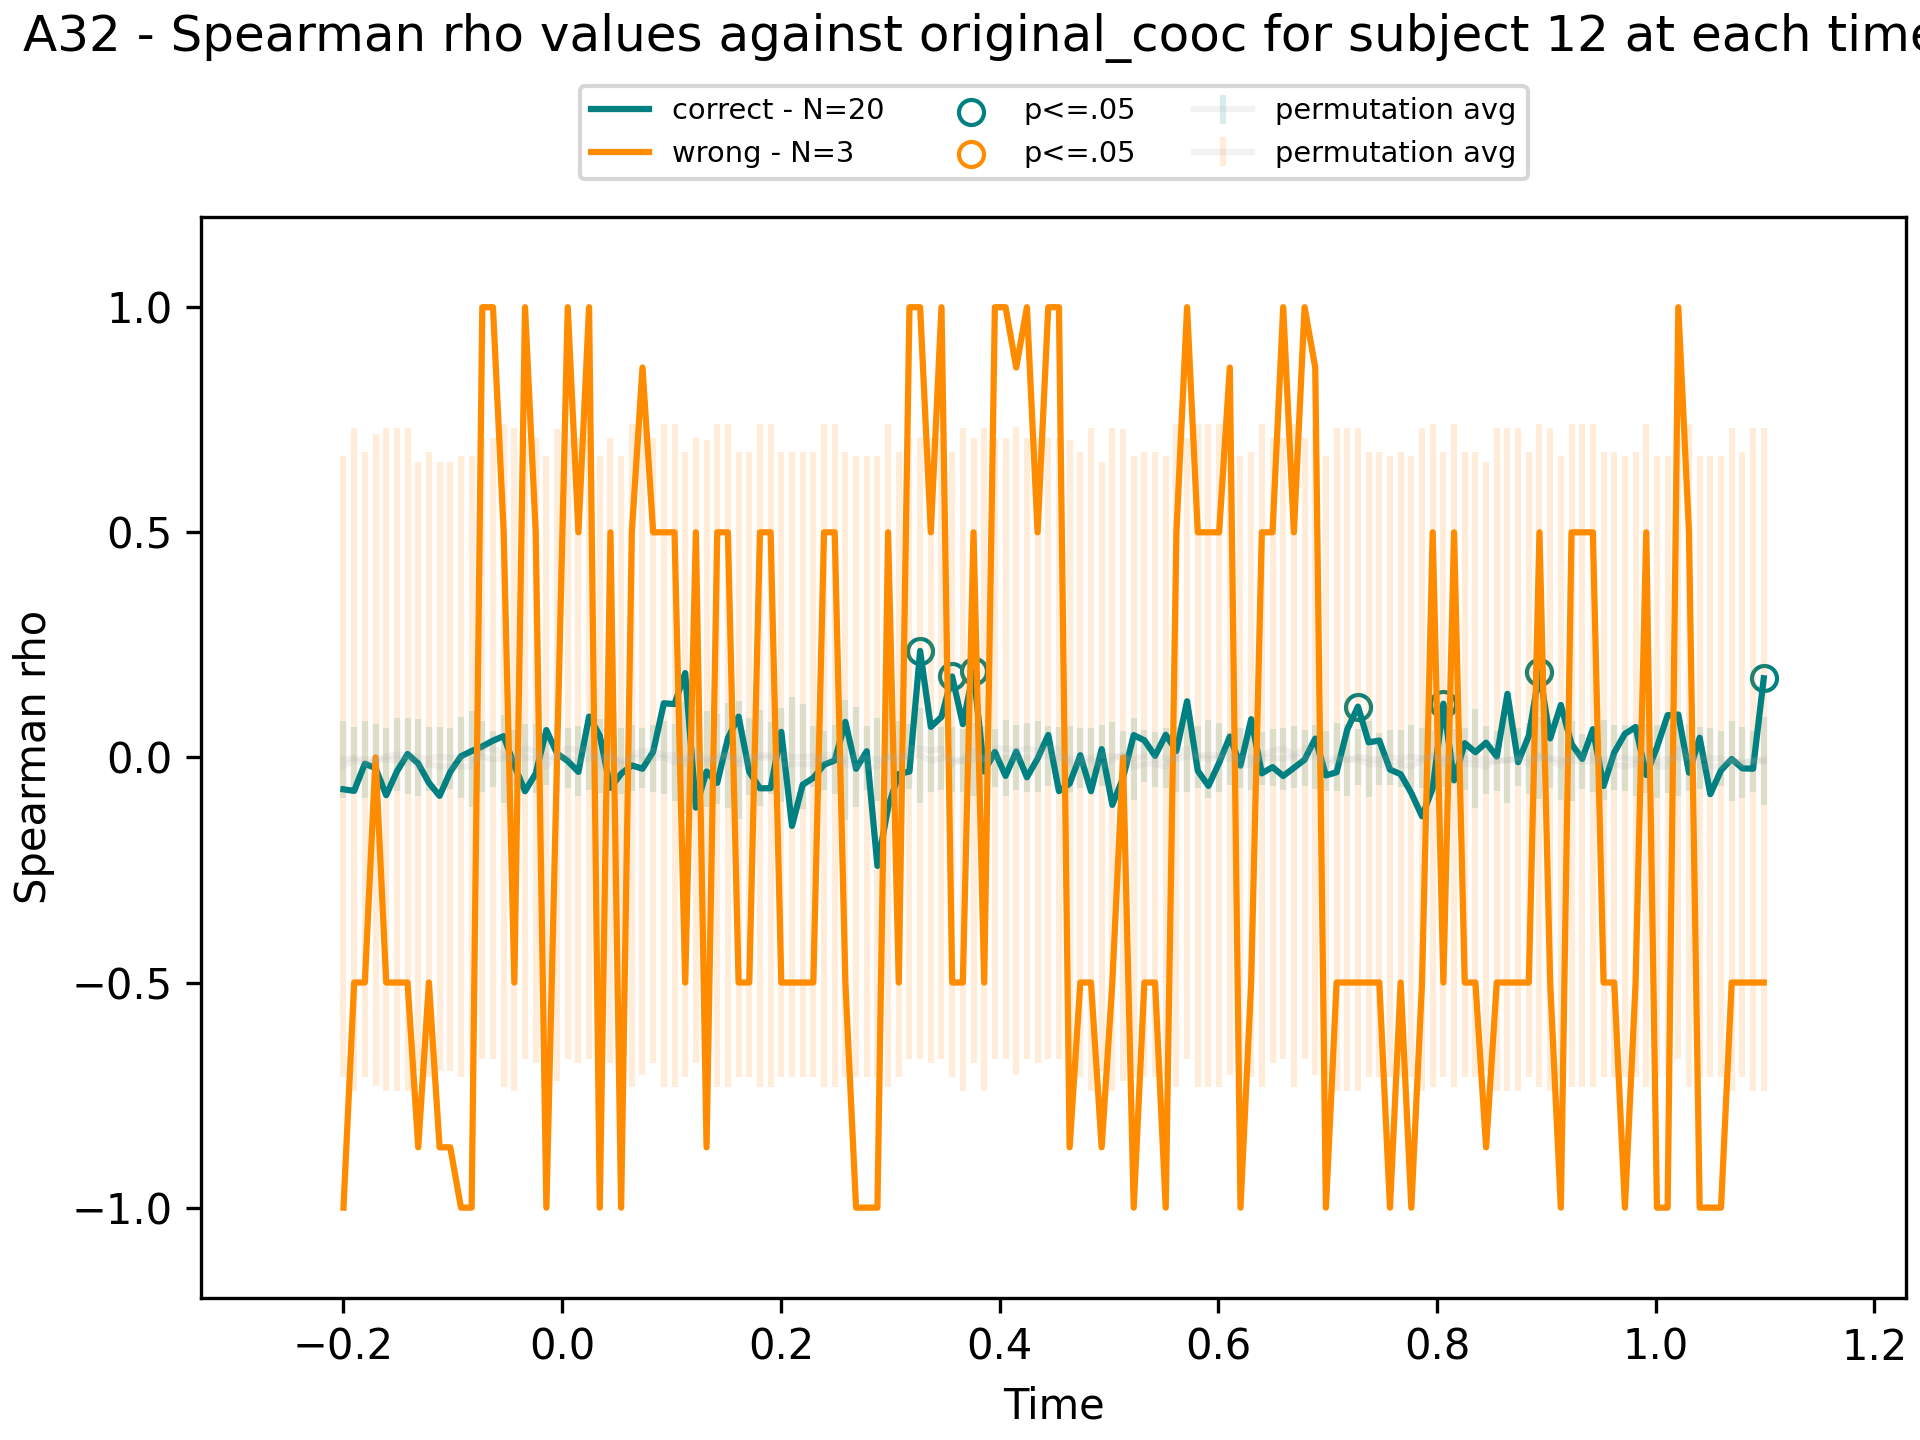 A32 - Spearman rho values against original_cooc for subject 12 at each time
correct - N=20 p<=.05 permutation avg
wrong - N=3 p<=.05 permutation avg
1.0
0.5
0.0
−0.5
−1.0
Spearman rho
−0.2 0.0 0.2 0.4 0.6 0.8 1.0 1.2
Time